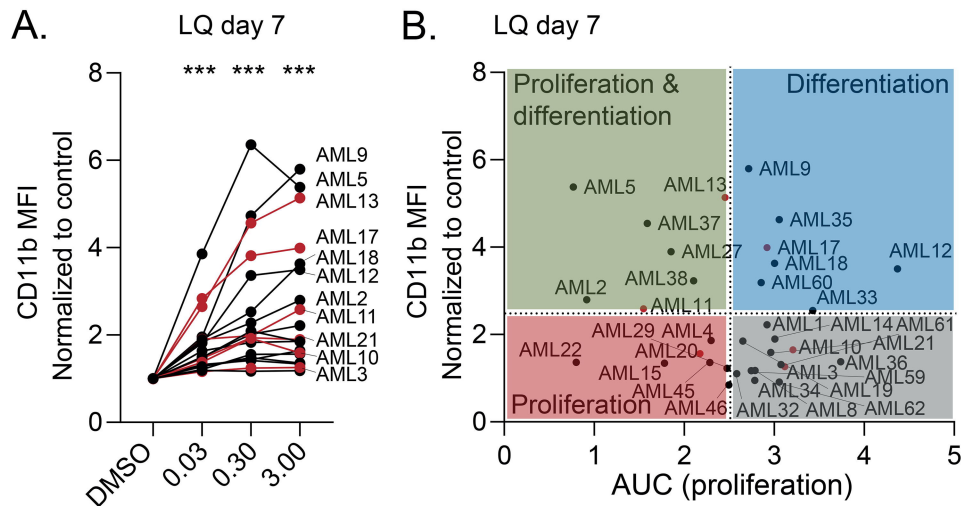 A.
LQ day 7
*** *** ***
CD11b MFI
Normalized to control
8
6
4
2
0
DMSO
0.03
0.30
3.00
AML9
AML5
AML13
AML17
AML18
AML12
AML2
AML11
AML21
AML10
AML3
B.
LQ day 7
CD11b MFI
Normalized to control
8
6
4
2
0
Proliferation &
differentiation
Differentiation
AML13
AML9
AML5
AML37
AML35
AML27
AML17
AML12
AML18
AML38
AML60
AML2
AML11
AML33
AML29 AML4
AML1 AML14 AML61
AML22
AML20
AML10
AML21
AML15
AML36
AML45
AML3
AML59
AML34
AML19
Proliferation
AML46
AML32
AML8
AML62
0 1 2 3 4 5
AUC (proliferation)